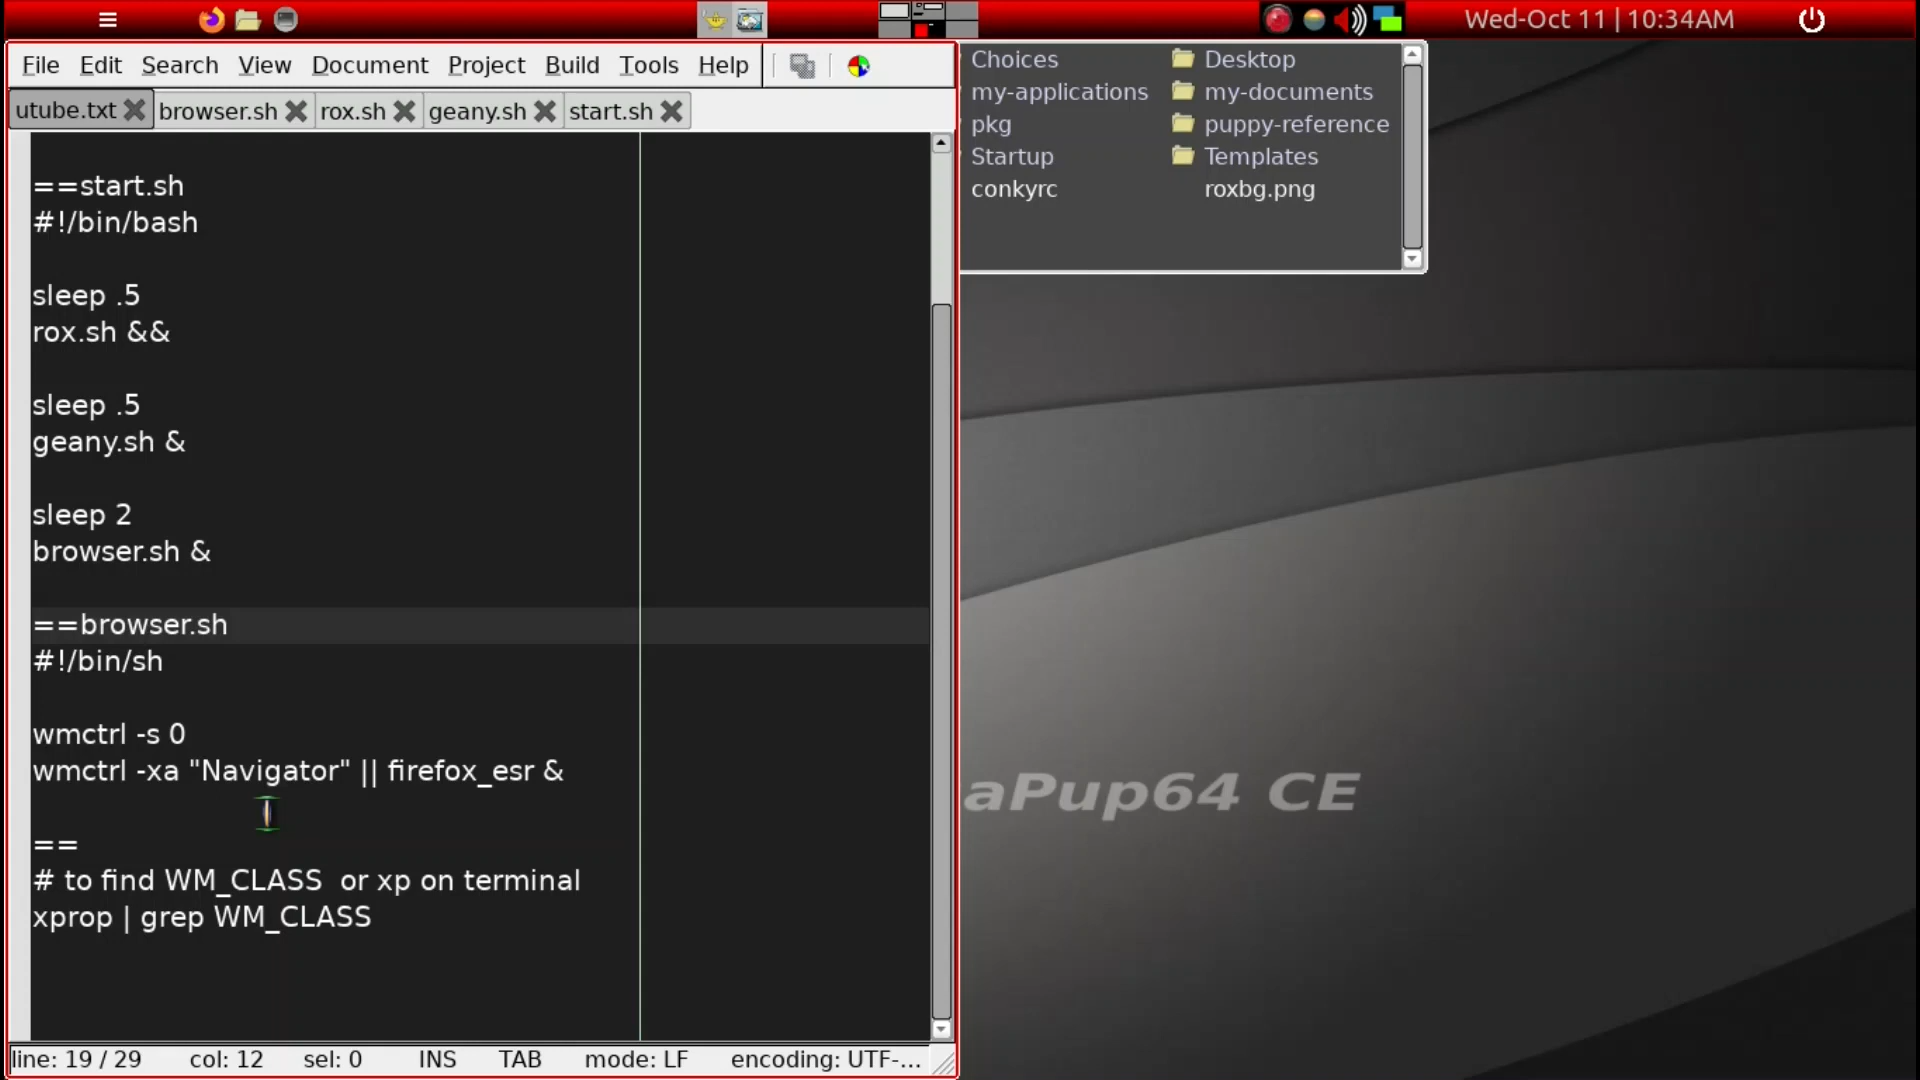 Wed-Oct 11 | 10:34AM
File Edit Search View Document Project Build Tools Help
utube.txt browser.sh rox.sh geany.sh start.sh
==start.sh
#!/bin/bash
sleep .5
rox.sh &&
sleep .5
geany.sh &
sleep 2
browser.sh &
==browser.sh
#!/bin/sh
wmctrl -s 0
wmctrl -xa "Navigator" || firefox_esr &
==
# to find WM_CLASS  or xp on terminal
xprop | grep WM_CLASS
line: 19 / 29 col: 12 sel: 0 INS TAB mode: LF encoding: UTF-...
Choices Desktop
my-applications my-documents
pkg puppy-reference
Startup Templates
conkyrc roxbg.png
aPup64 CE